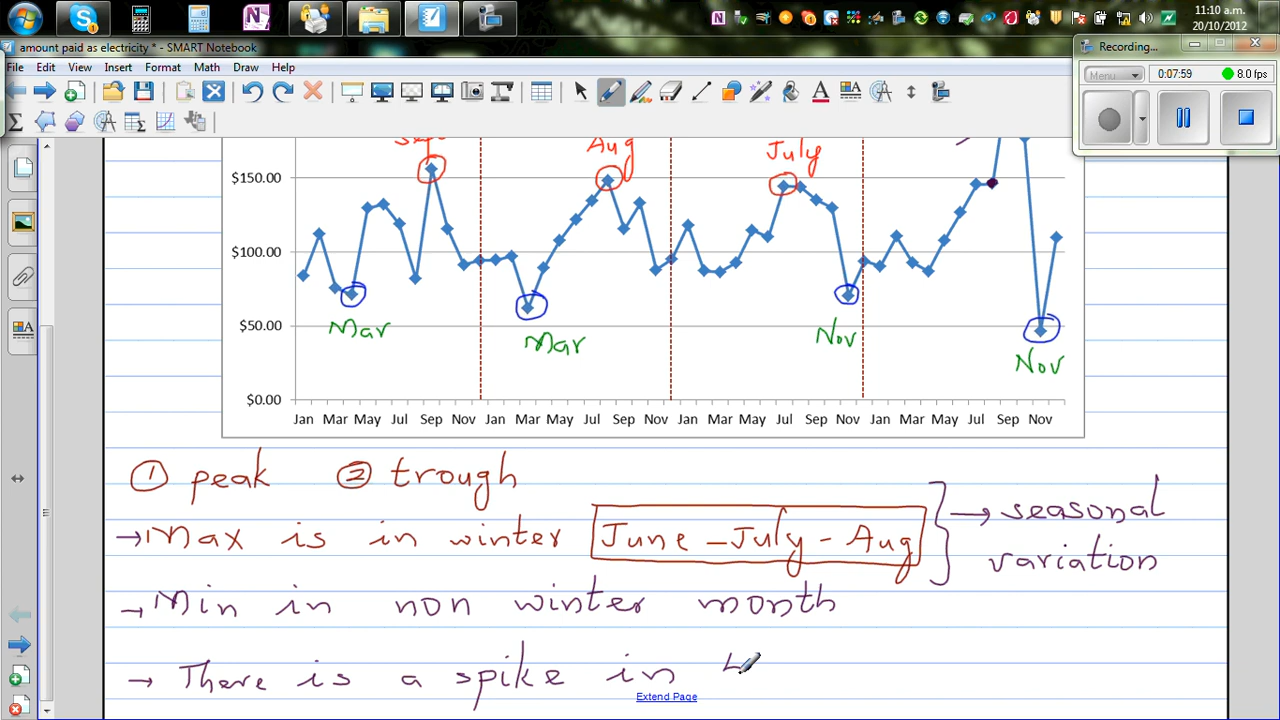 11:10 a.m.
20/10/2012
amount paid as electricity * - SMART Notebook
Recording...
File Edit View Insert Format Math Draw Help
Menu 0:07:59 8.0 fps
Sept Aug July
$150.00
$100.00
$50.00
Mar Mar Nov Nov
$0.00
Jan Mar May Jul Sep Nov Jan Mar May Jul Sep Nov Jan Mar May Jul Sep Nov Jan Mar May Jul Sep Nov
① peak ② trough
→ Max is in winter June - July - Aug → seasonal
variation
→ Min in non winter month
→ There is a spike in
Extend Page